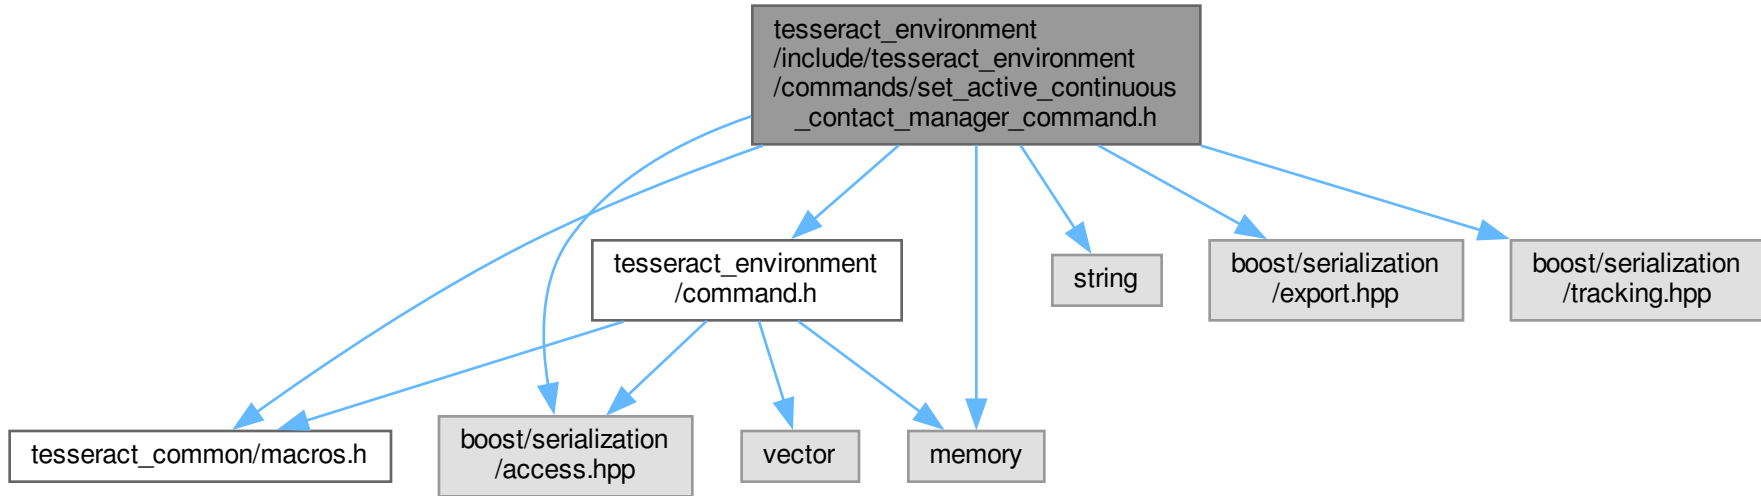 tesseract_environment
/include/tesseract_environment
/commands/set_active_continuous
_contact_manager_command.h
tesseract_environment
/command.h
string
boost/serialization
/export.hpp
boost/serialization
/tracking.hpp
tesseract_common/macros.h
boost/serialization
/access.hpp
vector
memory